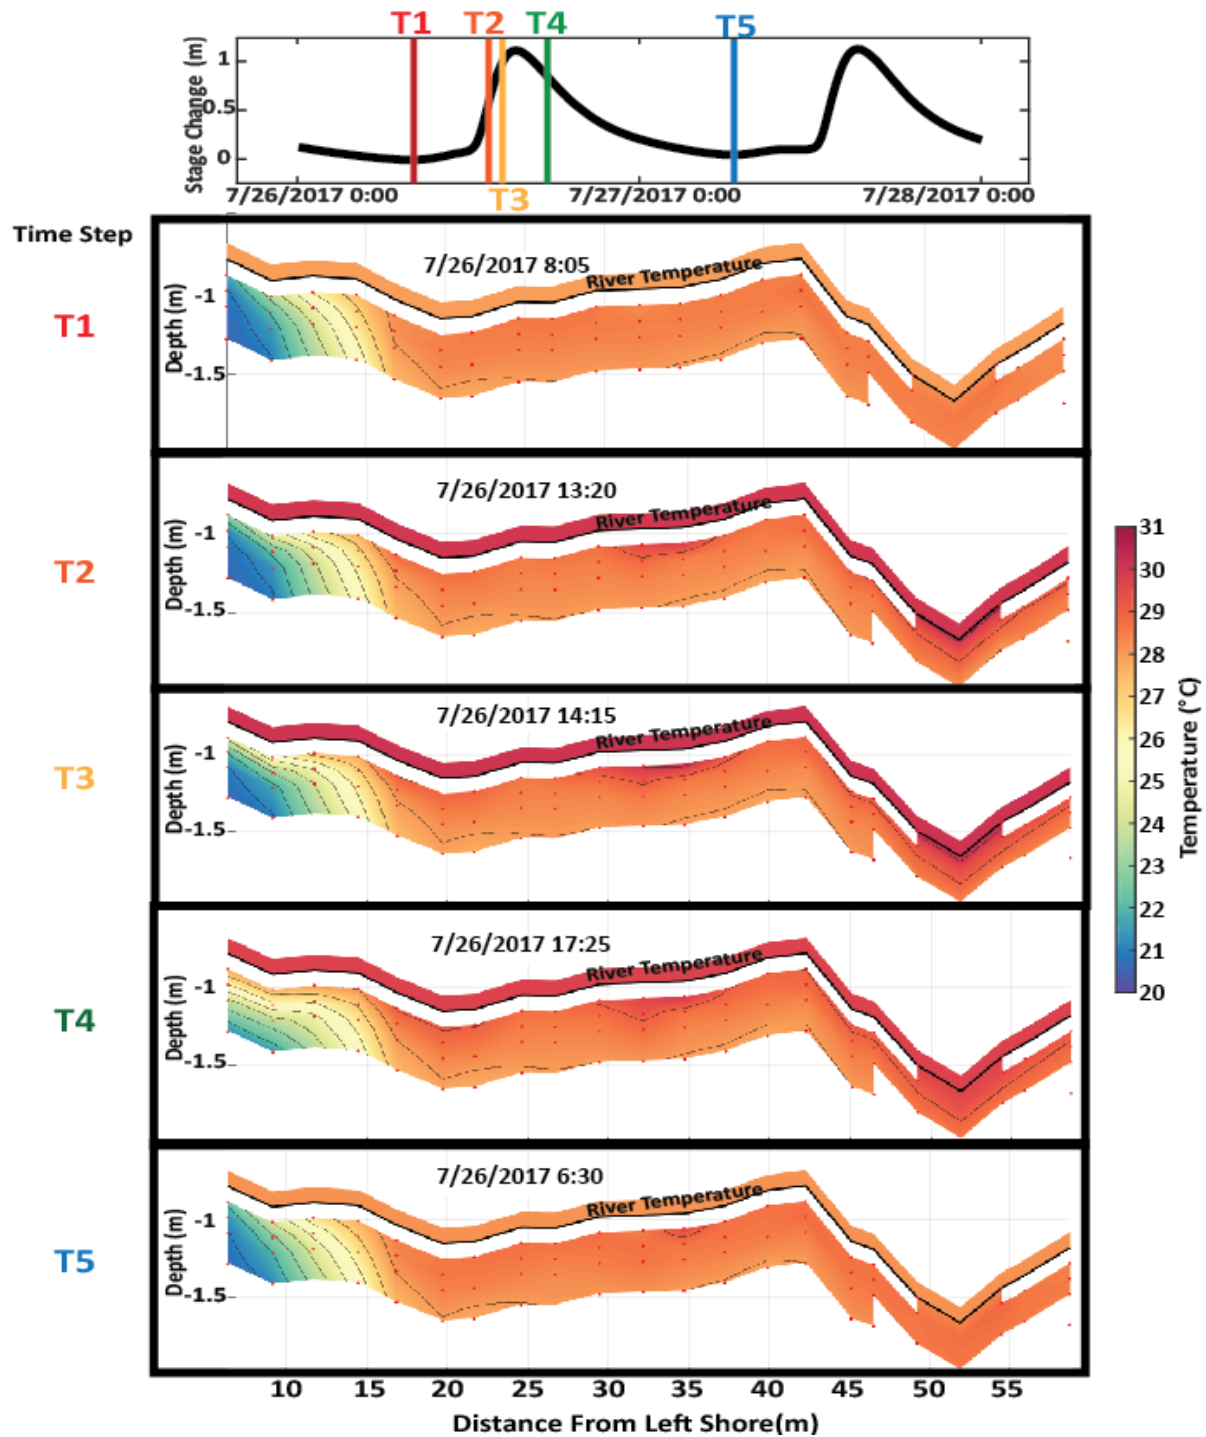 T1 T2 T4 T5
Stage Change (m)
1
0.5
0
7/26/2017 0:00 7/27/2017 0:00 7/28/2017 0:00
T3
Time Step
T1
7/26/2017 8:05
River Temperature
Depth (m)
-1
-1.5
T2
7/26/2017 13:20
River Temperature
Depth (m)
-1
-1.5
T3
7/26/2017 14:15
River Temperature
Depth (m)
-1
-1.5
T4
7/26/2017 17:25
River Temperature
Depth (m)
-1
-1.5
T5
7/26/2017 6:30
River Temperature
Depth (m)
-1
-1.5
10 15 20 25 30 35 40 45 50 55
Distance From Left Shore(m)
31
30
29
28
27
26
25
24
23
22
21
20
Temperature (°C)